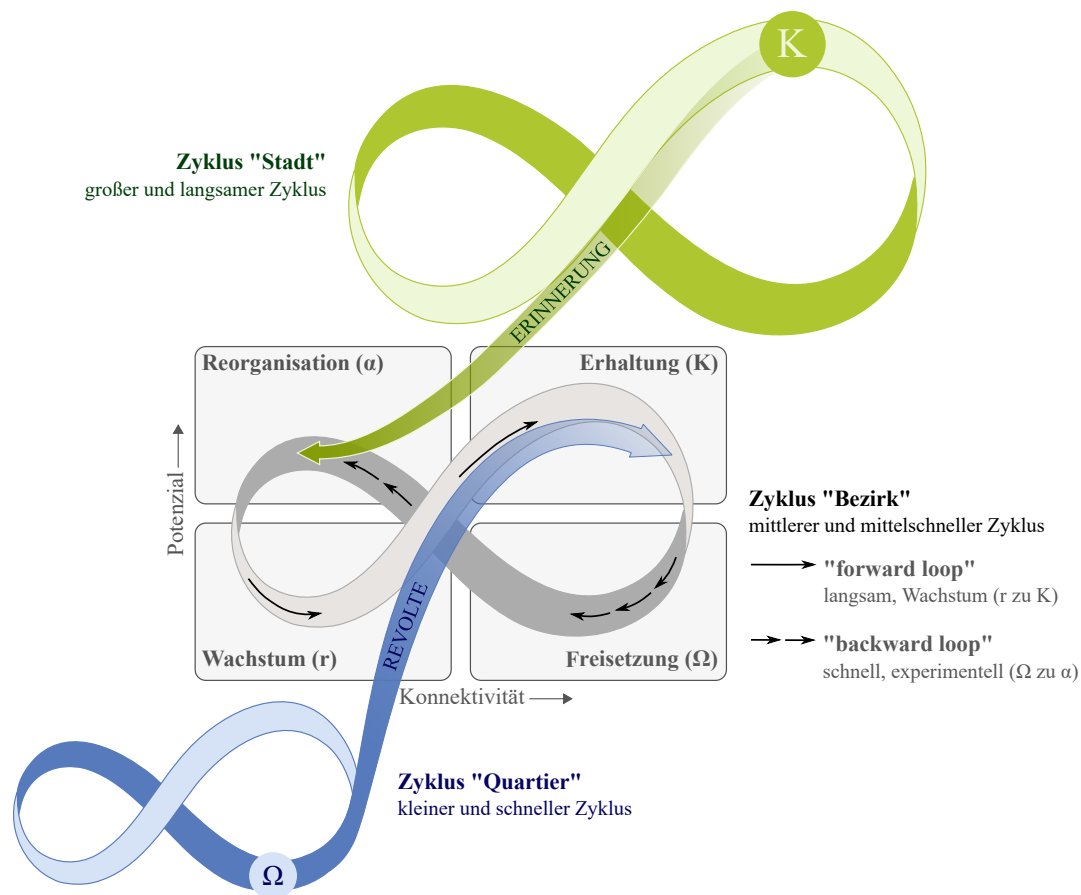 K
Zyklus "Stadt"
großer und langsamer Zyklus
ERINNERUNG
Reorganisation (α)
Erhaltung (K)
Potenzial
Zyklus "Bezirk"
mittlerer und mittelschneller Zyklus
"forward loop"
langsam, Wachstum (r zu K)
"backward loop"
schnell, experimentell (Ω zu α)
REVOLTE
Wachstum (r)
Freisetzung (Ω)
Konnektivität
Zyklus "Quartier"
kleiner und schneller Zyklus
Ω